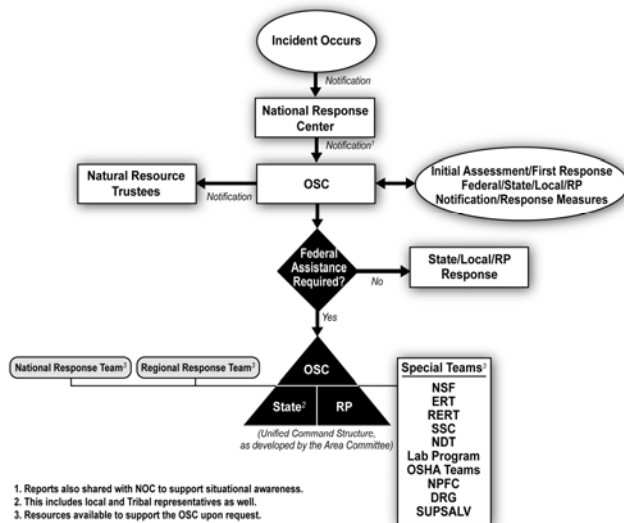 Incident Occurs
Notification
National Response
Center
Notification¹
Natural Resource
Trustees
Notification
OSC
Initial Assessment/First Response
Federal/State/Local/RP
Notification/Response Measures
Federal
Assistance
Required?
No
State/Local/RP
Response
Yes
National Response Team³
Regional Response Team³
OSC
State²
RP
(Unified Command Structure,
as developed by the Area Committee)
Special Teams³
NSF
ERT
RERT
SSC
NDT
Lab Program
OSHA Teams
NPFC
DRG
SUPSALV
1. Reports also shared with NOC to support situational awareness.
2. This includes local and Tribal representatives as well.
3. Resources available to support the OSC upon request.